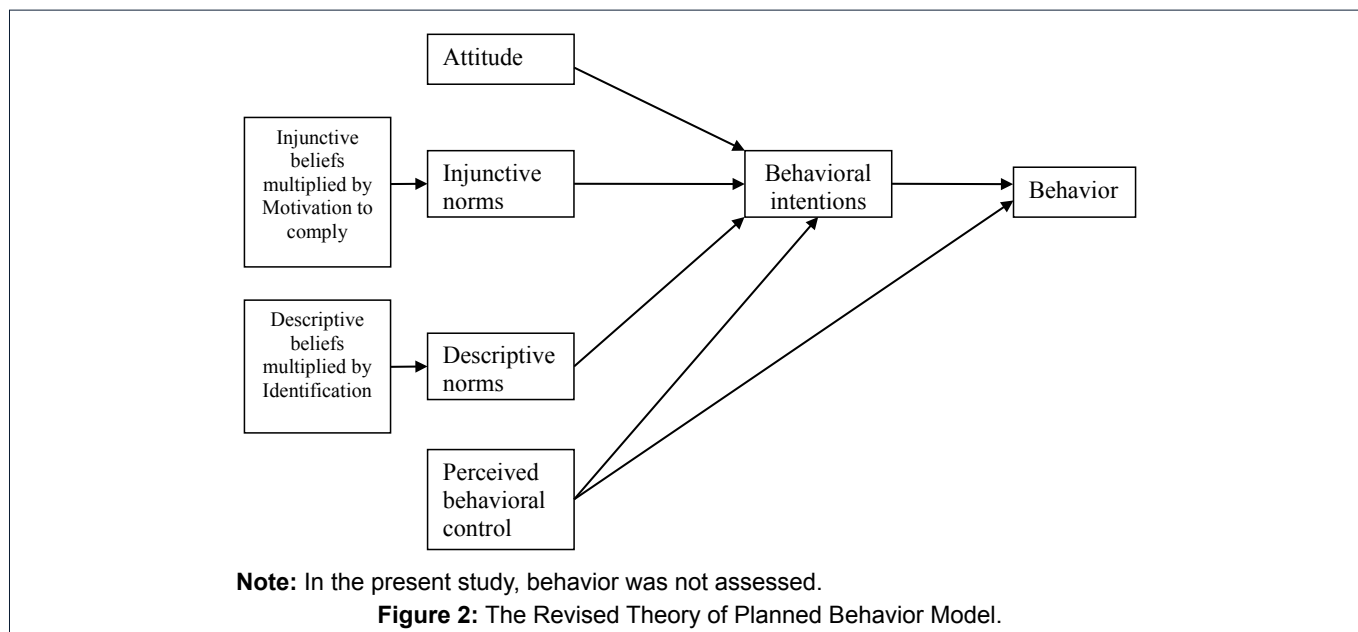 Attitude
Injunctive
beliefs
multiplied by
Motivation to
comply
Injunctive
norms
Behavioral
intentions
Behavior
Descriptive
beliefs
multiplied by
Identification
Descriptive
norms
Perceived
behavioral
control
Note: In the present study, behavior was not assessed.
Figure 2: The Revised Theory of Planned Behavior Model.